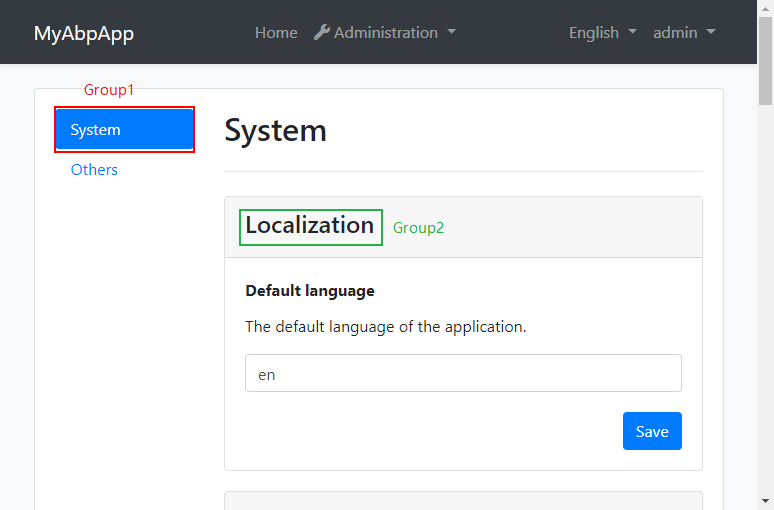 MyAbpApp Home Administration English admin
Group1
System
Others
System
Localization Group2
Default language
The default language of the application.
en
Save